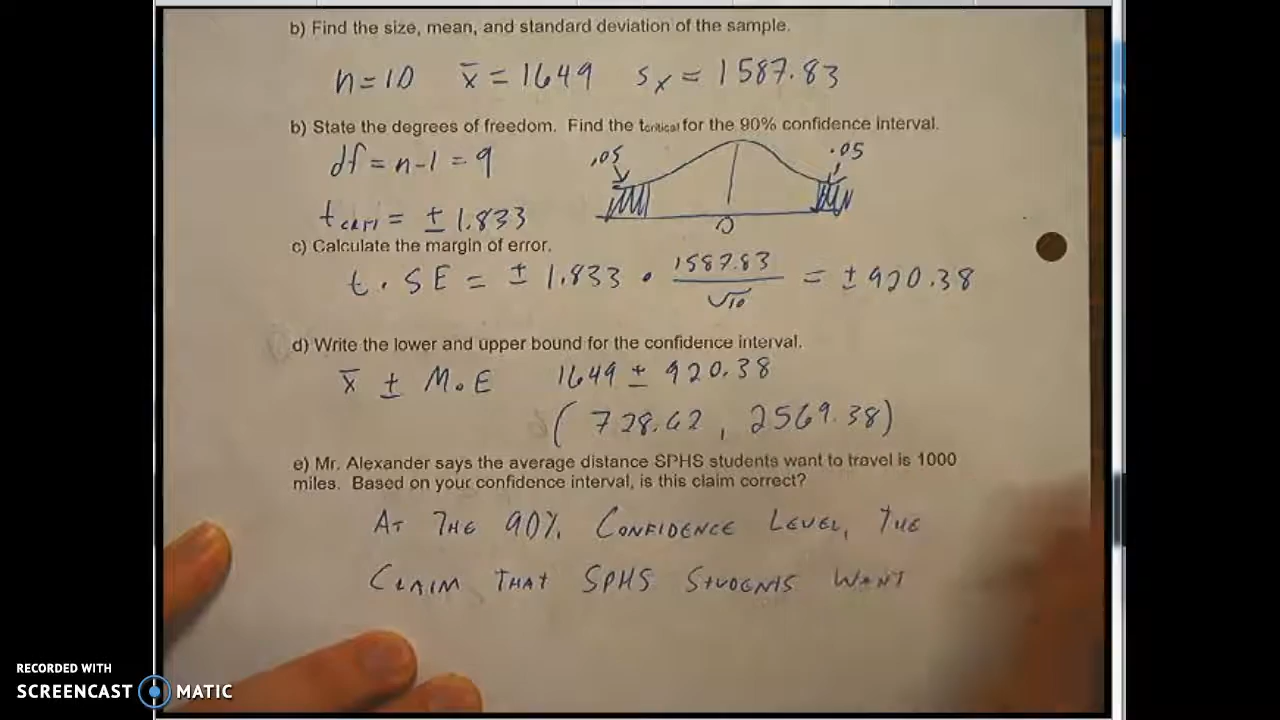 b) Find the size, mean, and standard deviation of the sample.
n = 10 x̄ = 1649 sx = 1587.83
b) State the degrees of freedom. Find the tcritical for the 90% confidence interval.
df = n-1 = 9
.05 .05
tcrit = ± 1.833
0
c) Calculate the margin of error.
t · SE = ± 1.833 · 1587.83 / √10 = ± 920.38
d) Write the lower and upper bound for the confidence interval.
x̄ ± M.E 1649 ± 920.38
(728.62, 2569.38)
e) Mr. Alexander says the average distance SPHS students want to travel is 1000
miles. Based on your confidence interval, is this claim correct?
AT THE 90% CONFIDENCE LEVEL, THE
CLAIM THAT SPHS STUDENTS WANT
RECORDED WITH
SCREENCAST MATIC